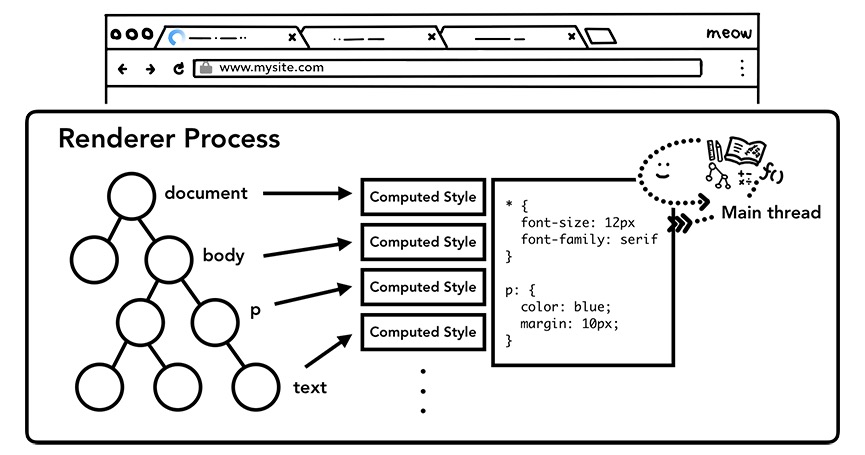 meow
www.mysite.com
Renderer Process
document
body
p
text
Computed Style
Computed Style
Computed Style
Computed Style
* {
font-size: 12px
font-family: serif
}
p: {
color: blue;
margin: 10px;
}
+-
×÷
f()
Main thread